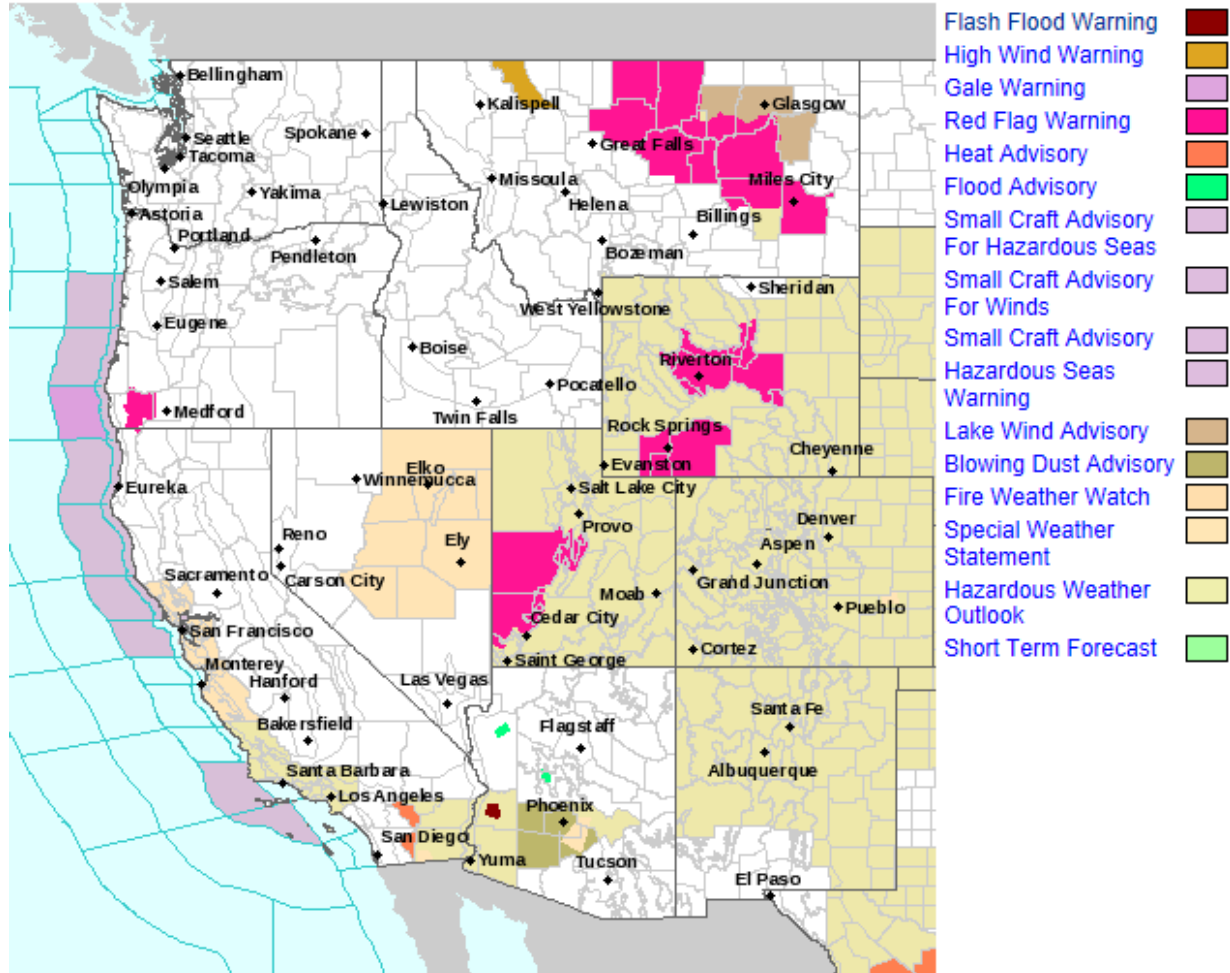 Bellingham
Seattle
Tacoma
Olympia
Spokane
Yakima
Astoria
Portland
Pendleton
Lewiston
Salem
Eugene
Medford
Kalispell
Great Falls
Glasgow
Missoula
Helena
Miles City
Billings
Bozeman
West Yellowstone
Sheridan
Boise
Pocatello
Twin Falls
Riverton
Rock Springs
Evanston
Cheyenne
Eureka
Winnemucca
Elko
Ely
Reno
Carson City
Salt Lake City
Provo
Moab
Cedar City
Saint George
Denver
Aspen
Grand Junction
Pueblo
Cortez
Sacramento
San Francisco
Monterey
Hanford
Bakersfield
Las Vegas
Santa Barbara
Los Angeles
San Diego
Flagstaff
Phoenix
Yuma
Tucson
Santa Fe
Albuquerque
El Paso
Flash Flood Warning
High Wind Warning
Gale Warning
Red Flag Warning
Heat Advisory
Flood Advisory
Small Craft Advisory
For Hazardous Seas
Small Craft Advisory
For Winds
Small Craft Advisory
Hazardous Seas
Warning
Lake Wind Advisory
Blowing Dust Advisory
Fire Weather Watch
Special Weather
Statement
Hazardous Weather
Outlook
Short Term Forecast